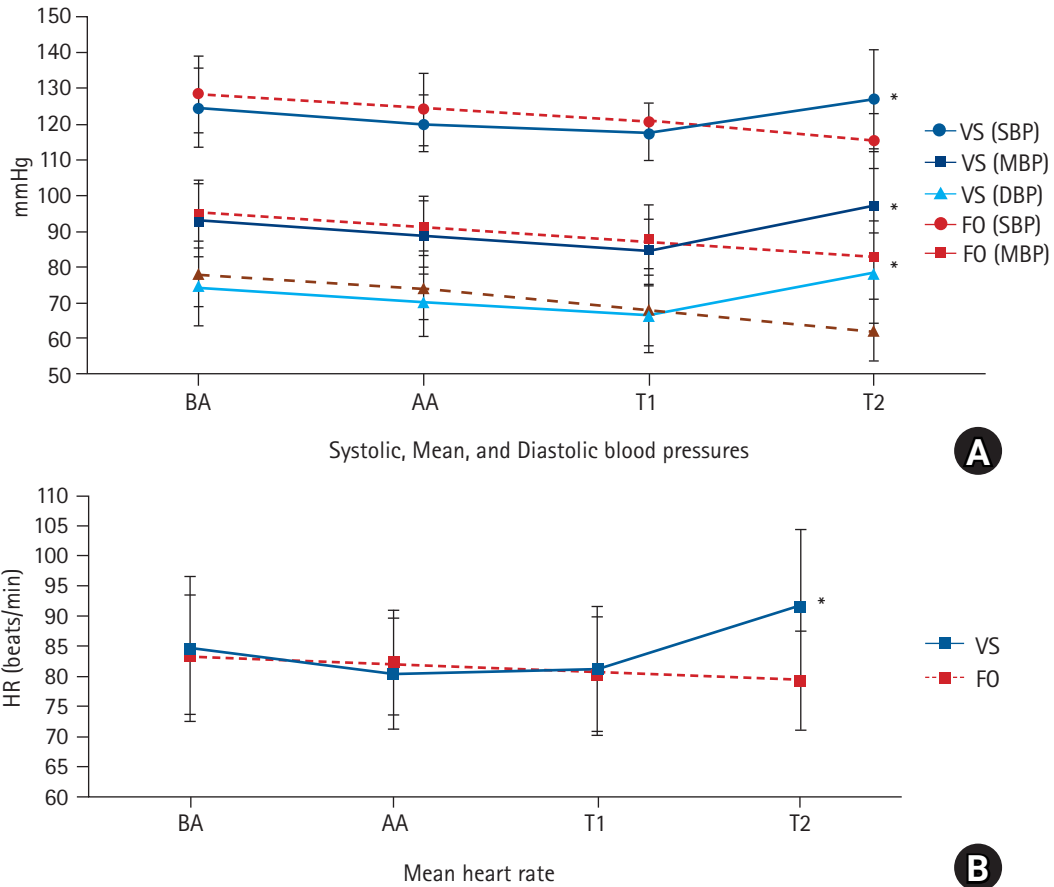 150
140
130
120
110
100
90
80
70
60
50
mmHg
*
*
*
BA AA T1 T2
Systolic, Mean, and Diastolic blood pressures
VS (SBP)
VS (MBP)
VS (DBP)
FO (SBP)
FO (MBP)
A
110
105
100
95
90
85
80
75
70
65
60
HR (beats/min)
*
BA AA T1 T2
Mean heart rate
VS
FO
B